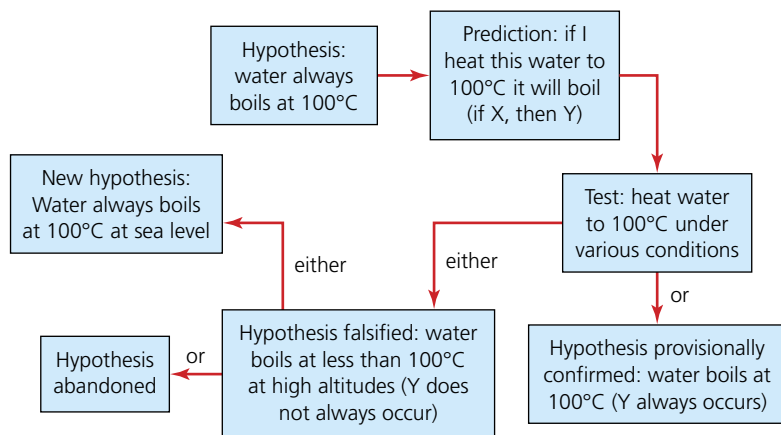 Hypothesis:
water always
boils at 100°C
Prediction: if I
heat this water to
100°C it will boil
(if X, then Y)
Test: heat water
to 100°C under
various conditions
either
or
Hypothesis provisionally
confirmed: water boils at
100°C (Y always occurs)
Hypothesis falsified: water
boils at less than 100°C
at high altitudes (Y does
not always occur)
either
New hypothesis:
Water always boils
at 100°C at sea level
or
Hypothesis
abandoned